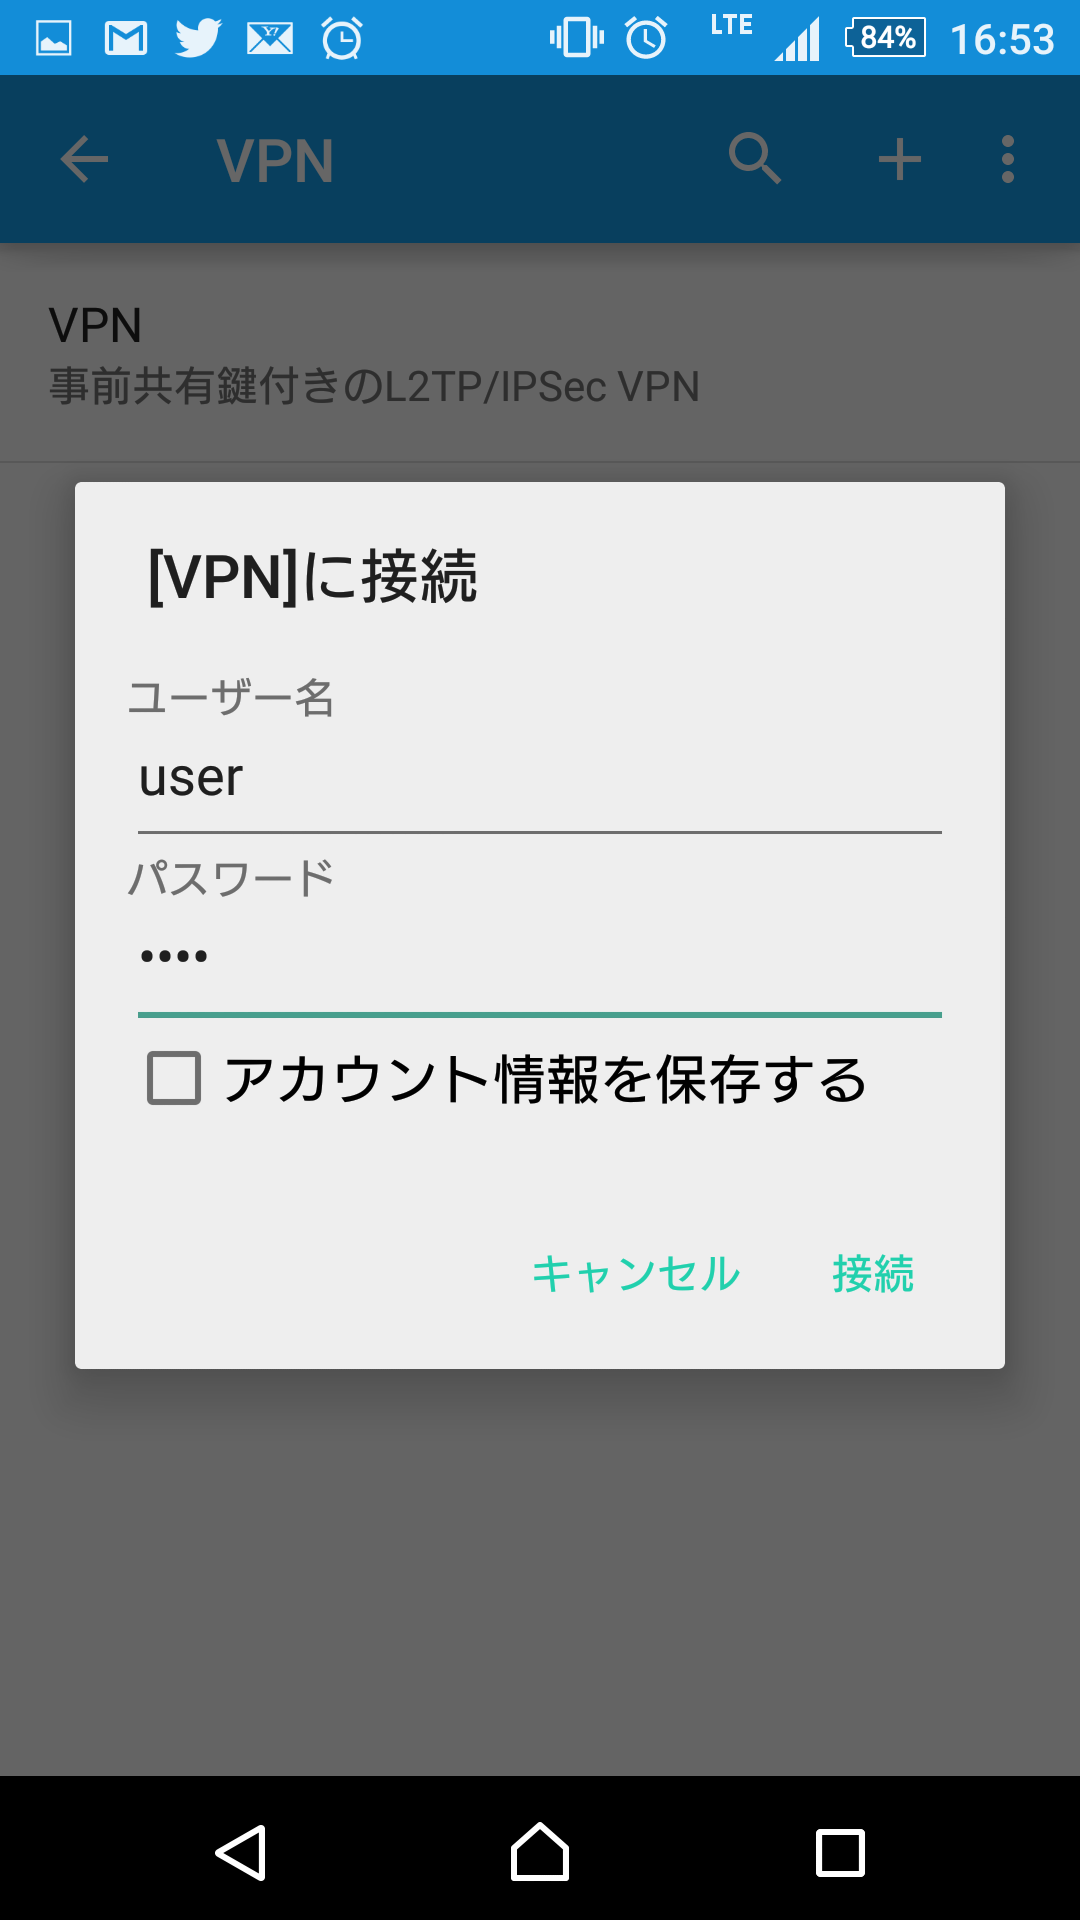 LTE 84% 16:53
VPN
VPN
事前共有鍵付きのL2TP/IPSec VPN
[VPN]に接続
ユーザー名
user
パスワード
••••
アカウント情報を保存する
キャンセル 接続